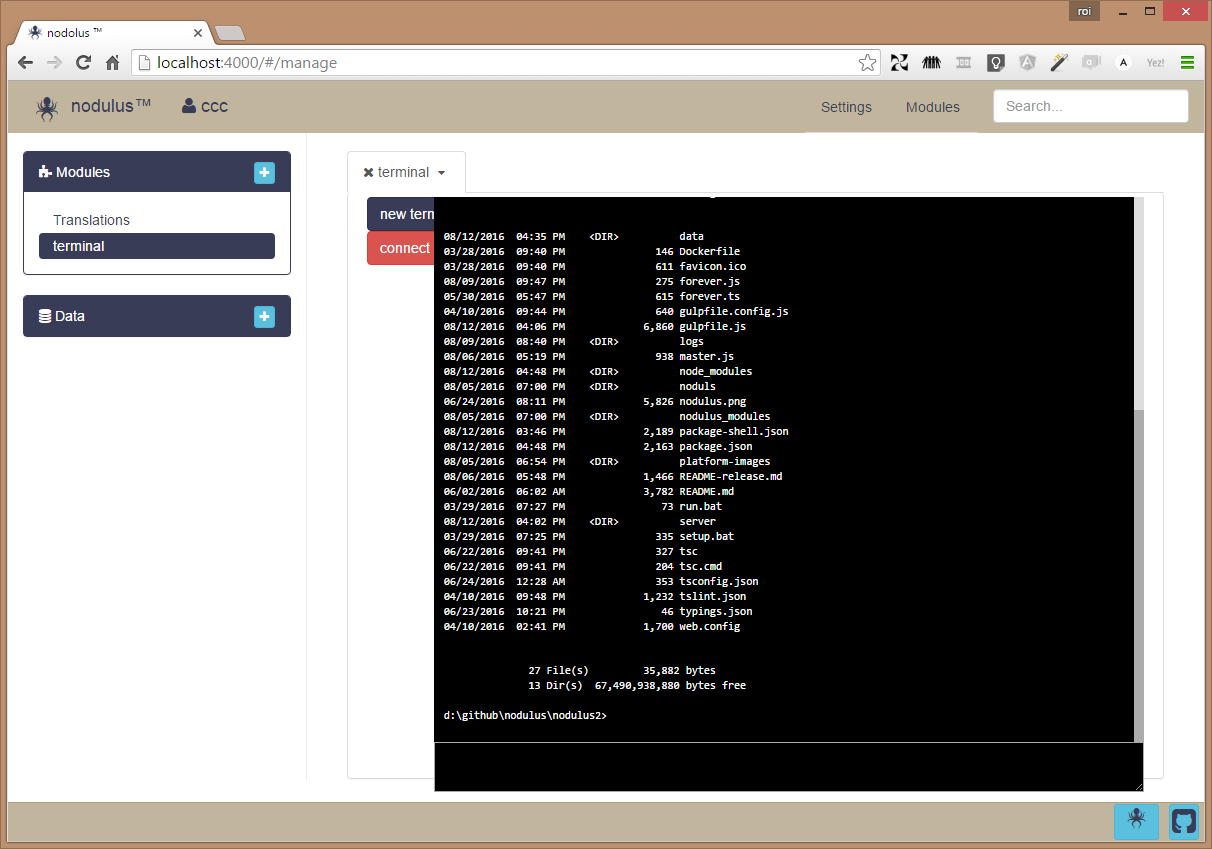 roi
nodolus ™
localhost:4000/#/manage
Yez!
nodulus™ ccc Settings Modules Search...
Modules
Translations
terminal
Data
terminal
new term
connect
08/12/2016 04:35 PM <DIR> data
03/28/2016 09:40 PM 146 Dockerfile
03/28/2016 09:40 PM 611 favicon.ico
08/09/2016 09:47 PM 275 forever.js
05/30/2016 05:47 PM 615 forever.ts
04/10/2016 09:44 PM 640 gulpfile.config.js
08/12/2016 04:06 PM 6,860 gulpfile.js
08/09/2016 08:40 PM <DIR> logs
08/06/2016 05:19 PM 938 master.js
08/12/2016 04:48 PM <DIR> node_modules
08/05/2016 07:00 PM <DIR> noduls
06/24/2016 08:11 PM 5,826 nodulus.png
08/05/2016 07:00 PM <DIR> nodulus_modules
08/12/2016 03:46 PM 2,189 package-shell.json
08/12/2016 04:48 PM 2,163 package.json
08/05/2016 06:54 PM <DIR> platform-images
08/06/2016 05:48 PM 1,466 README-release.md
06/02/2016 06:02 AM 3,782 README.md
03/29/2016 07:27 PM 73 run.bat
08/12/2016 04:02 PM <DIR> server
03/29/2016 07:25 PM 335 setup.bat
06/22/2016 09:41 PM 327 tsc
06/22/2016 09:41 PM 204 tsc.cmd
06/24/2016 12:28 AM 353 tsconfig.json
04/10/2016 09:48 PM 1,232 tslint.json
06/23/2016 10:21 PM 46 typings.json
04/10/2016 02:41 PM 1,700 web.config
27 File(s) 35,882 bytes
13 Dir(s) 67,490,938,880 bytes free
d:\github\nodulus\nodulus2>